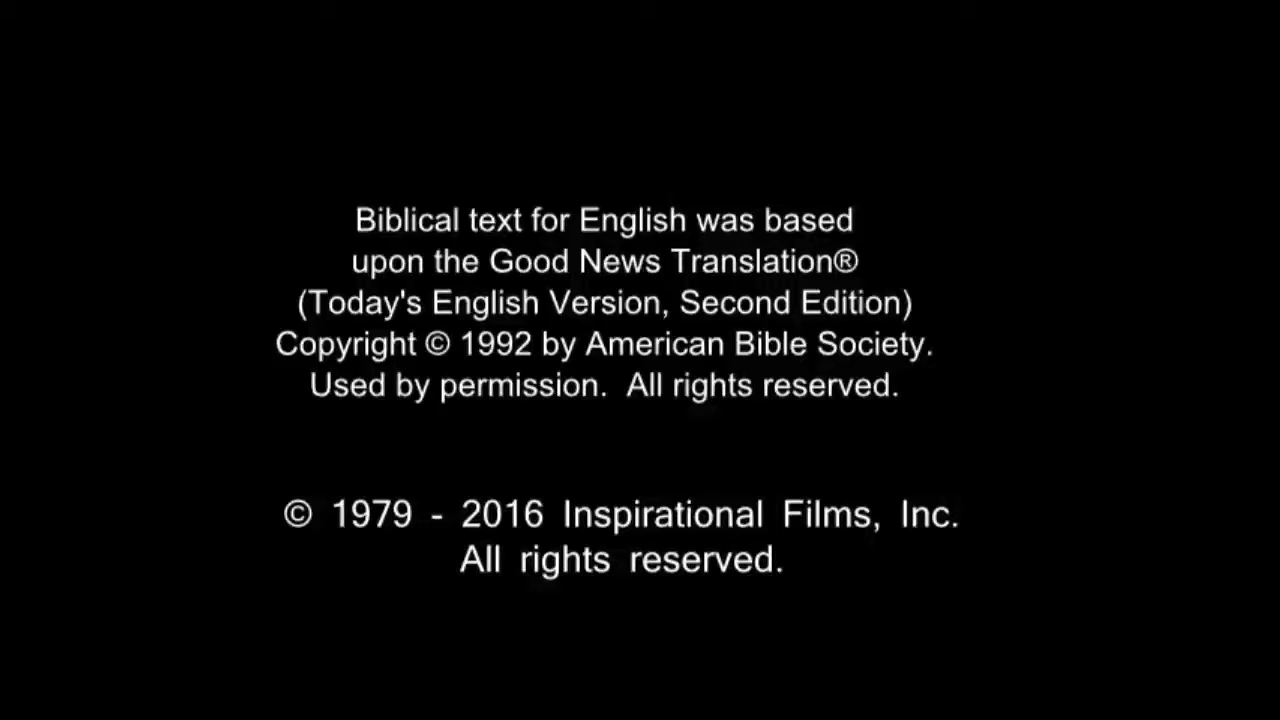 Biblical text for English was based
upon the Good News Translation®
(Today's English Version, Second Edition)
Copyright © 1992 by American Bible Society.
Used by permission.  All rights reserved.
© 1979 - 2016 Inspirational Films, Inc.
All rights reserved.